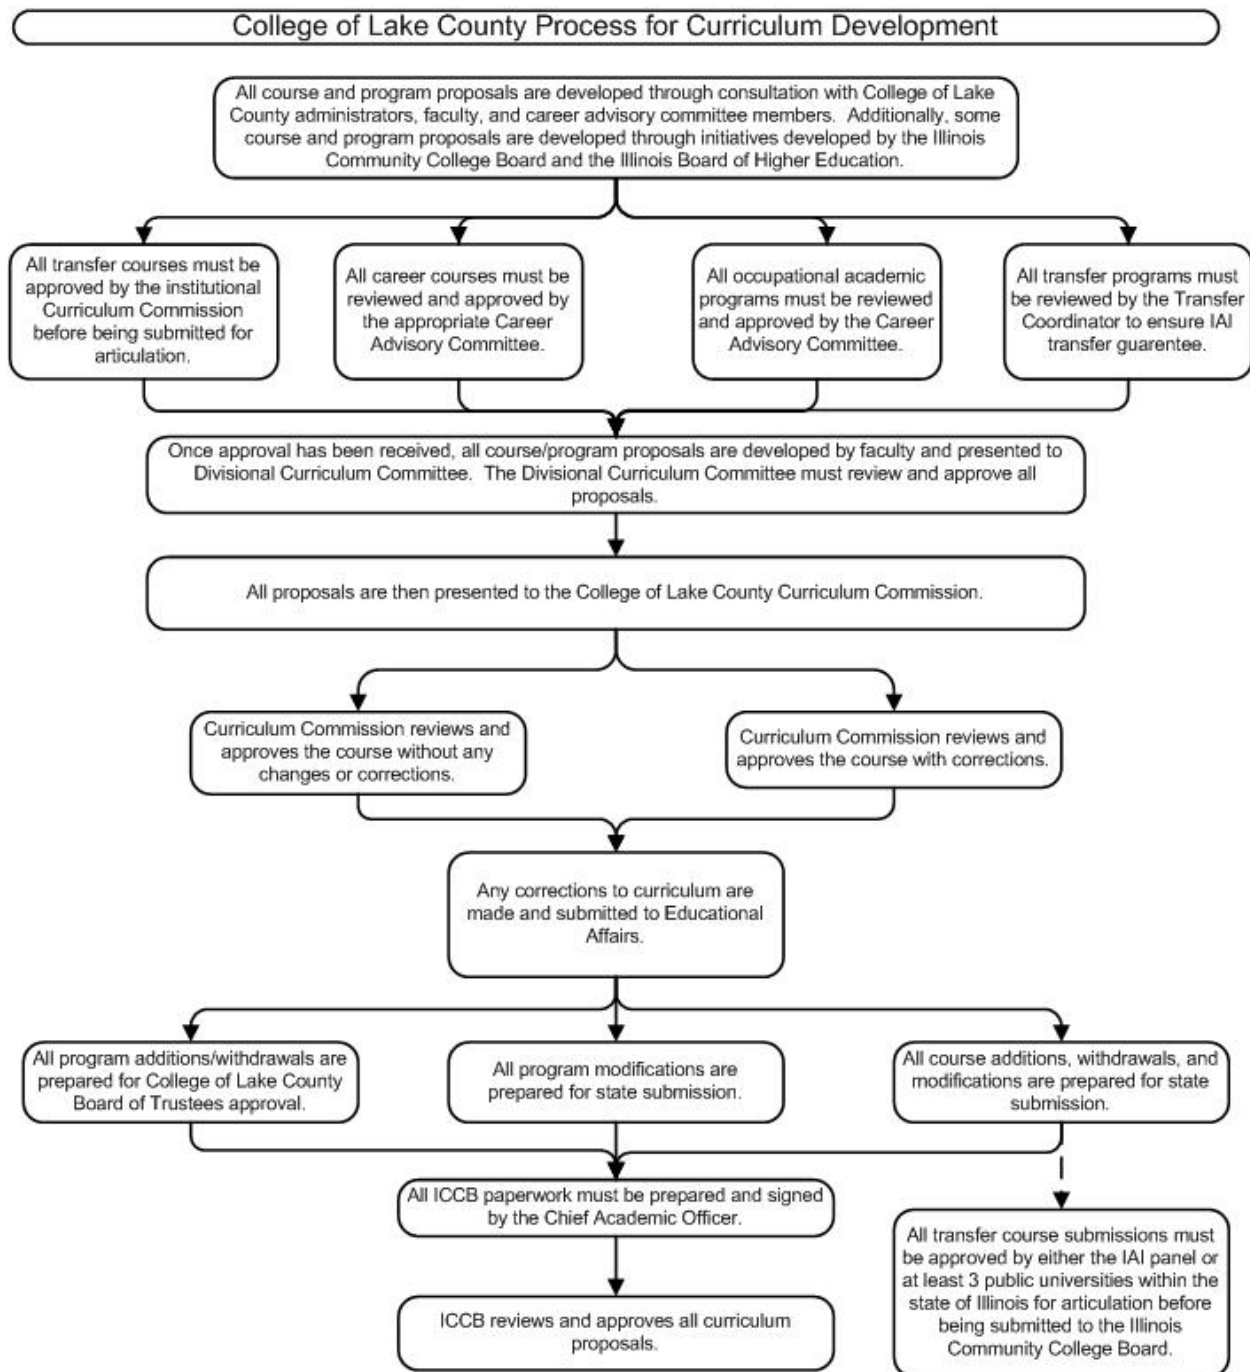 College of Lake County Process for Curriculum Development
All course and program proposals are developed through consultation with College of Lake
County administrators, faculty, and career advisory committee members.  Additionally, some
course and program proposals are developed through initiatives developed by the Illinois
Community College Board and the Illinois Board of Higher Education.
All transfer courses must be
approved by the institutional
Curriculum Commission
before being submitted for
articulation.
All career courses must be
reviewed and approved by
the appropriate Career
Advisory Committee.
All occupational academic
programs must be reviewed
and approved by the Career
Advisory Committee.
All transfer programs must
be reviewed by the Transfer
Coordinator to ensure IAI
transfer guarentee.
Once approval has been received, all course/program proposals are developed by faculty and presented to
Divisional Curriculum Committee.  The Divisional Curriculum Committee must review and approve all
proposals.
All proposals are then presented to the College of Lake County Curriculum Commission.
Curriculum Commission reviews and
approves the course without any
changes or corrections.
Curriculum Commission reviews and
approves the course with corrections.
Any corrections to curriculum are
made and submitted to Educational
Affairs.
All program additions/withdrawals are
prepared for College of Lake County
Board of Trustees approval.
All program modifications are
prepared for state submission.
All course additions, withdrawals, and
modifications are prepared for state
submission.
All ICCB paperwork must be prepared and signed
by the Chief Academic Officer.
All transfer course submissions must
be approved by either the IAI panel or
at least 3 public universities within the
state of Illinois for articulation before
being submitted to the Illinois
Community College Board.
ICCB reviews and approves all curriculum
proposals.